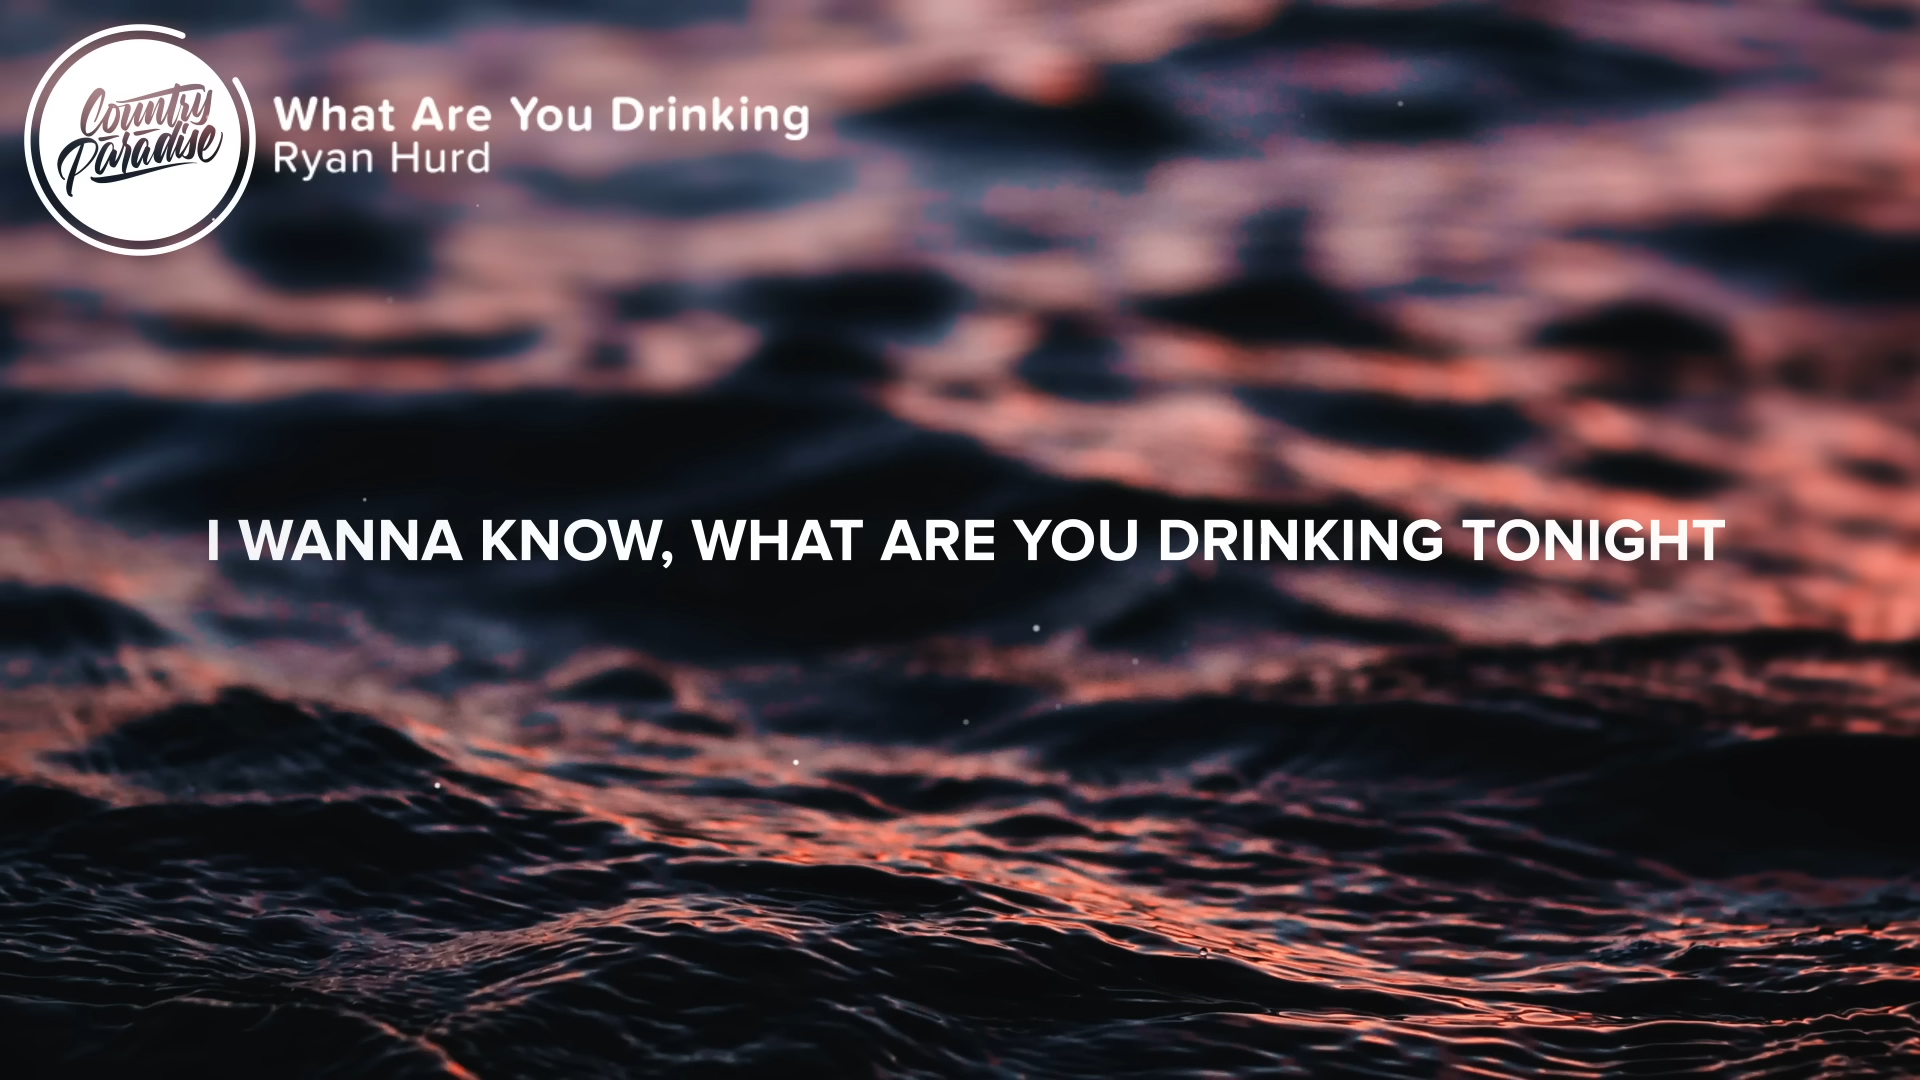 Country
Paradise
What Are You Drinking
Ryan Hurd
I WANNA KNOW, WHAT ARE YOU DRINKING TONIGHT